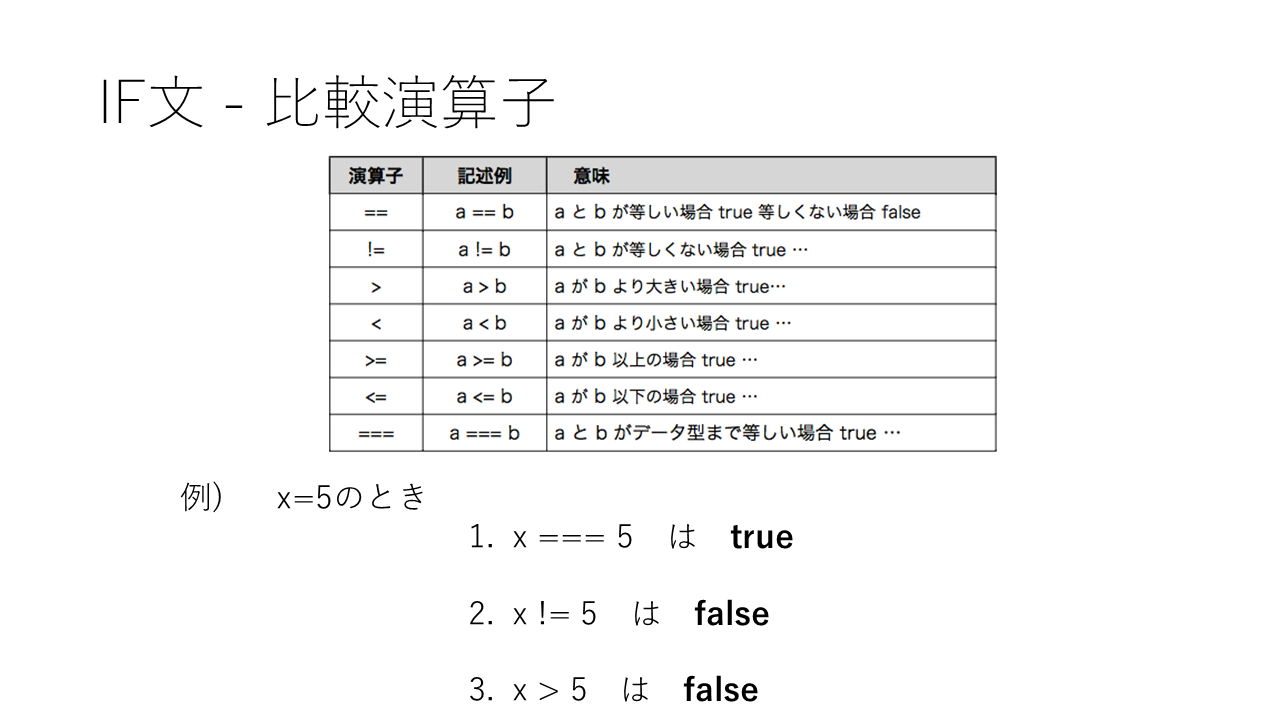 IF文 - 比較演算子
演算子 記述例 意味
== a == b a と b が等しい場合 true 等しくない場合 false
!= a != b a と b が等しくない場合 true …
> a > b a が b より大きい場合 true…
< a < b a が b より小さい場合 true …
>= a >= b a が b 以上の場合 true …
<= a <= b a が b 以下の場合 true …
=== a === b a と b がデータ型まで等しい場合 true …
例) x=5のとき
1. x === 5 は true
2. x != 5 は false
3. x > 5 は false